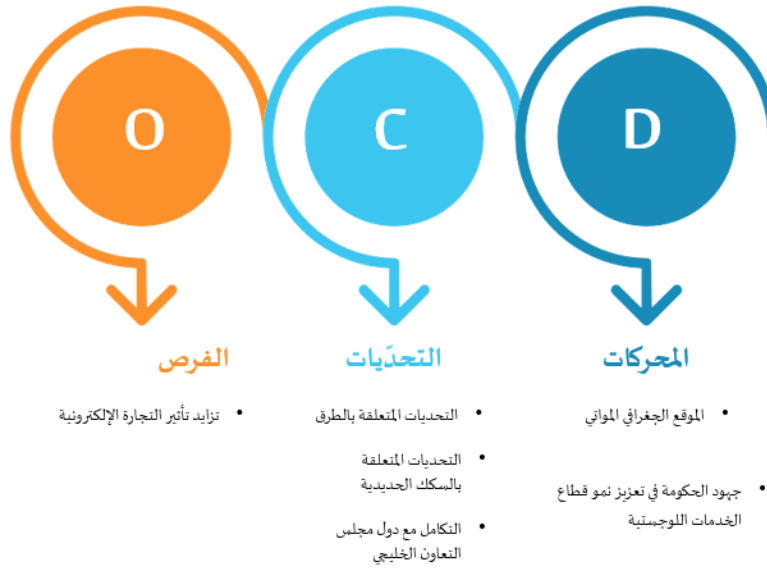 D
C
O
المحركات
التحدّيات
الفرص
الموقع الجغرافي المواتي
جهود الحكومة في تعزيز نمو قطاع
الخدمات اللوجستية
التحديات المتعلقة بالطرق
التحديات المتعلقة
بالسكك الحديدية
التكامل مع دول مجلس
التعاون الخليجي
تزايد تأثير التجارة الإلكترونية